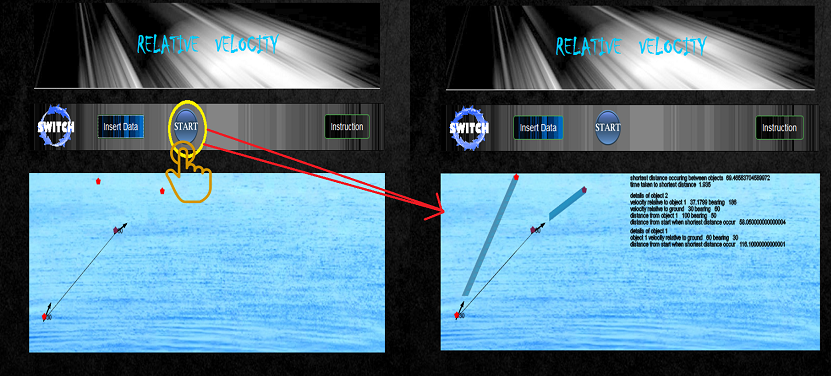 RELATIVE VELOCITY
SWITCH
Insert Data
START
Instruction
RELATIVE VELOCITY
SWITCH
Insert Data
START
Instruction
shortest distance occuring between objects 69.46583704589972
time taken to shortest distance 1.935
details of object 2
velocity relative to object 1 37.1799 bearing 186
velocity relative to ground 30 bearing 60
distance from object 1 100 bearing 50
distance from start when shortest distance occur 58.050000000000004
details of object 1
object 1 velocity relative to ground 60 bearing 30
distance from start when shortest distance occur 116.10000000000001